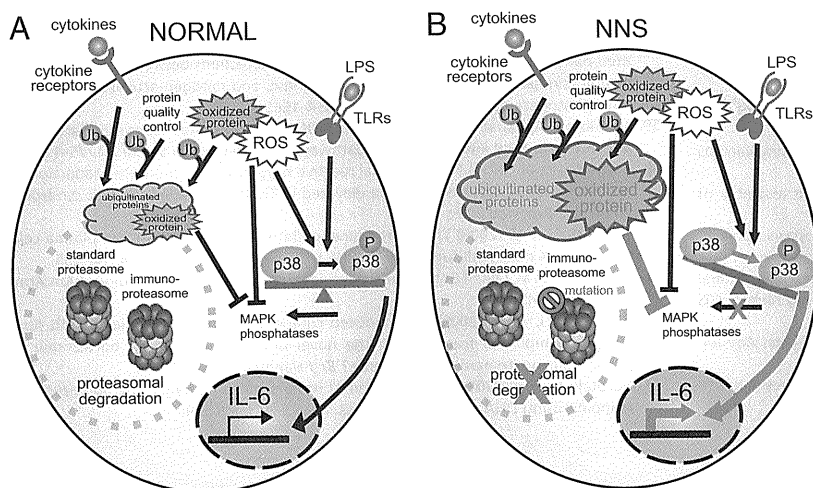 A
NORMAL
cytokines
cytokine
receptors
LPS
TLRs
protein
quality
control
oxidized
protein
ROS
Ub
Ub
Ub
ubiquitinated
proteins
oxidized
protein
standard
proteasome
immuno-
proteasome
proteasomal
degradation
p38
P
p38
MAPK
phosphatases
IL-6
B
NNS
cytokines
cytokine
receptors
LPS
TLRs
protein
quality
control
oxidized
protein
ROS
Ub
Ub
Ub
ubiquitinated
proteins
oxidized
protein
standard
proteasome
immuno-
proteasome
mutation
proteasomal
degradation
p38
P
p38
MAPK
phosphatases
IL-6